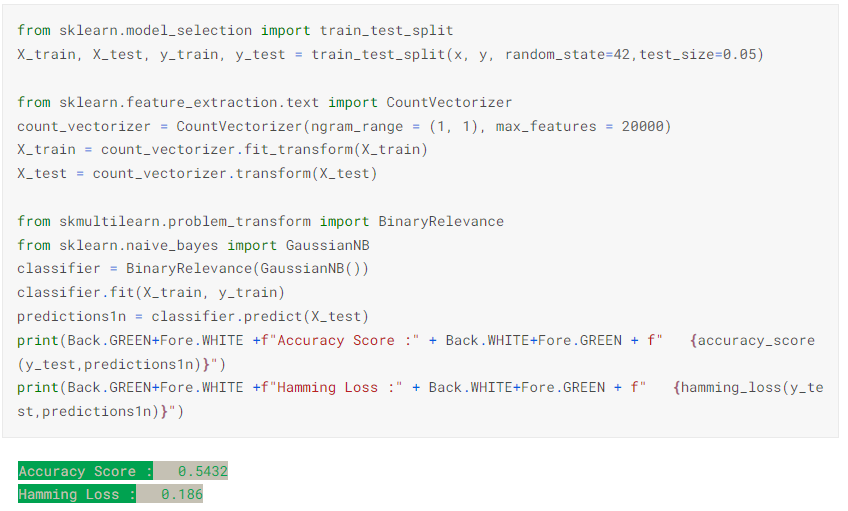 from sklearn.model_selection import train_test_split
X_train, X_test, y_train, y_test = train_test_split(x, y, random_state=42,test_size=0.05)
from sklearn.feature_extraction.text import CountVectorizer
count_vectorizer = CountVectorizer(ngram_range = (1, 1), max_features = 20000)
X_train = count_vectorizer.fit_transform(X_train)
X_test = count_vectorizer.transform(X_test)
from skmultilearn.problem_transform import BinaryRelevance
from sklearn.naive_bayes import GaussianNB
classifier = BinaryRelevance(GaussianNB())
classifier.fit(X_train, y_train)
predictions1n = classifier.predict(X_test)
print(Back.GREEN+Fore.WHITE +f"Accuracy Score :" + Back.WHITE+Fore.GREEN + f"   {accuracy_score
(y_test,predictions1n)}")
print(Back.GREEN+Fore.WHITE +f"Hamming Loss :" + Back.WHITE+Fore.GREEN + f"   {hamming_loss(y_te
st,predictions1n)}")
Accuracy Score :   0.5432
Hamming Loss :   0.186